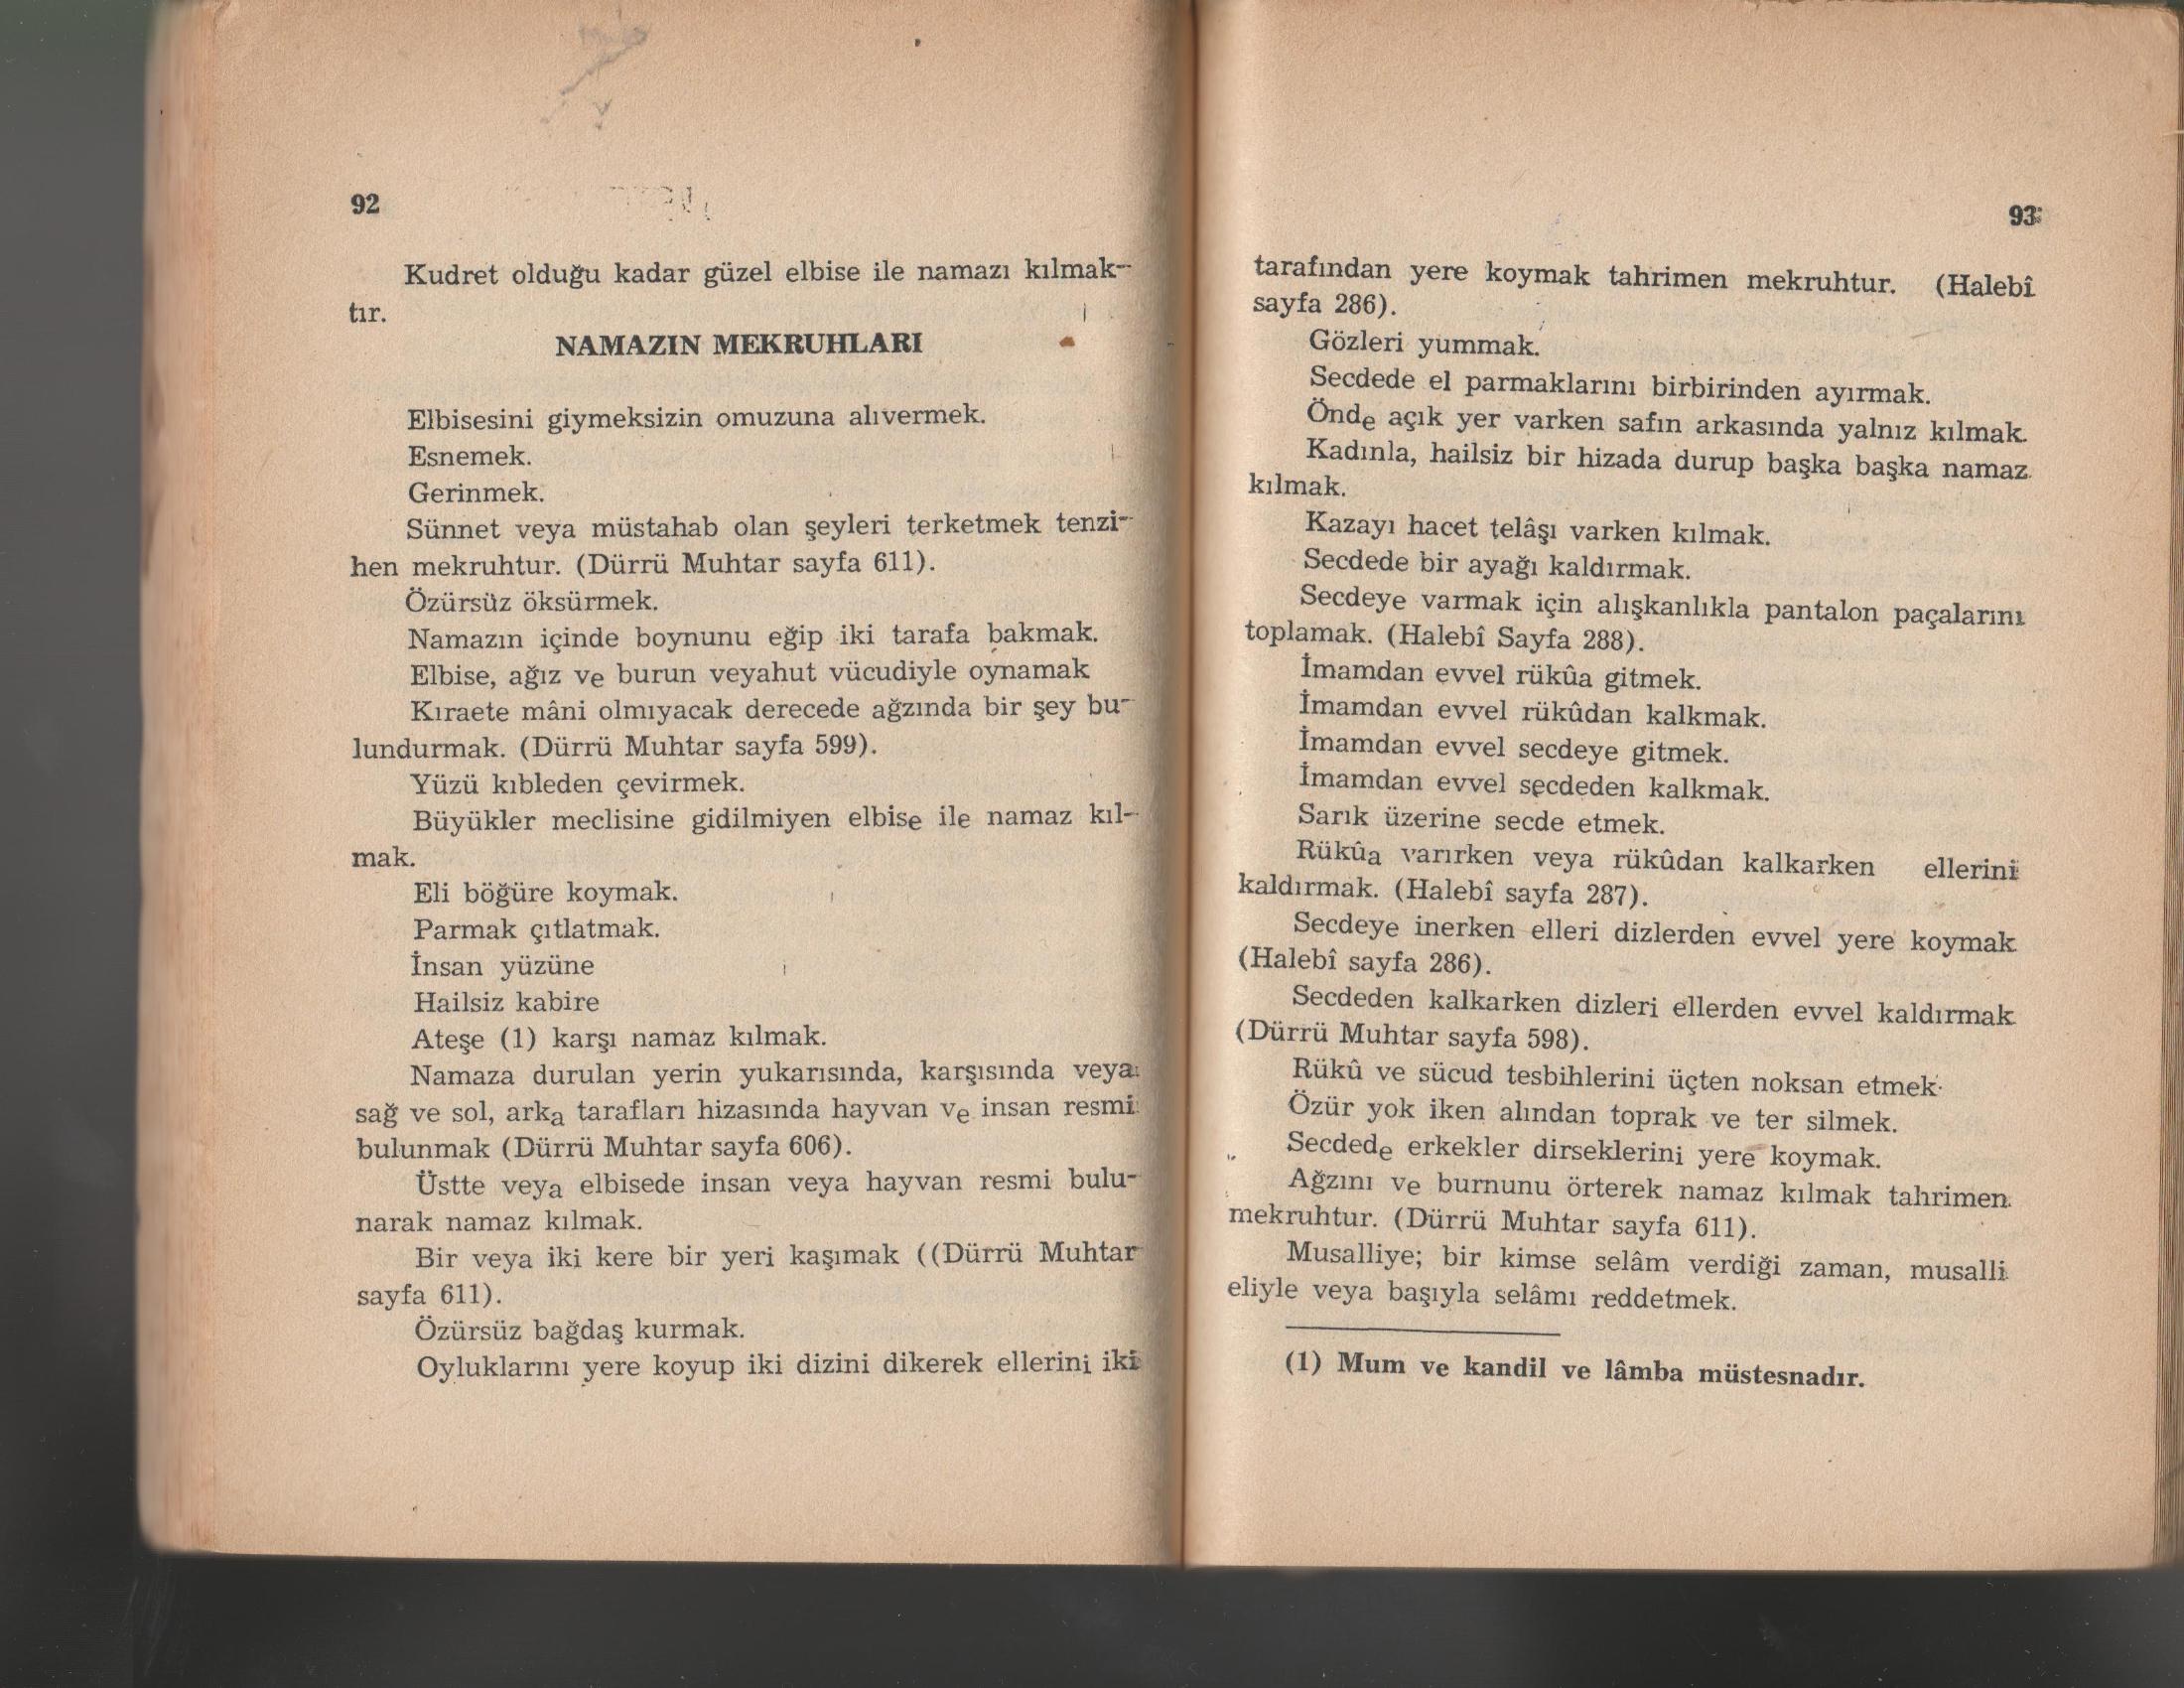 92
Kudret olduğu kadar güzel elbise ile namazı kılmak-
tır.
NAMAZIN MEKRUHLARI
Elbisesini giymeksizin omuzuna alıvermek.
Esnemek.
Gerinmek.
Sünnet veya müstahab olan şeyleri terketmek tenzi-
hen mekruhtur. (Dürrü Muhtar sayfa 611).
Özürsüz öksürmek.
Namazın içinde boynunu eğip iki tarafa bakmak.
Elbise, ağız ve burun veyahut vücudiyle oynamak
Kıraete mâni olmıyacak derecede ağzında bir şey bu-
lundurmak. (Dürrü Muhtar sayfa 599).
Yüzü kıbleden çevirmek.
Büyükler meclisine gidilmiyen elbise ile namaz kıl-
mak.
Eli böğüre koymak.
Parmak çıtlatmak.
İnsan yüzüne
Hailsiz kabire
Ateşe (1) karşı namaz kılmak.
Namaza durulan yerin yukarısında, karşısında veya
sağ ve sol, arka tarafları hizasında hayvan ve insan resmi
bulunmak (Dürrü Muhtar sayfa 606).
Üstte veya elbisede insan veya hayvan resmi bulu-
narak namaz kılmak.
Bir veya iki kere bir yeri kaşımak ((Dürrü Muhtar
sayfa 611).
Özürsüz bağdaş kurmak.
Oyluklarını yere koyup iki dizini dikerek ellerini iki
93
tarafından yere koymak tahrimen mekruhtur. (Halebî
sayfa 286).
Gözleri yummak.
Secdede el parmaklarını birbirinden ayırmak.
Önde açık yer varken safın arkasında yalnız kılmak.
Kadınla, hailsiz bir hizada durup başka başka namaz
kılmak.
Kazayı hacet telâşı varken kılmak.
Secdede bir ayağı kaldırmak.
Secdeye varmak için alışkanlıkla pantalon paçalarını
toplamak. (Halebî Sayfa 288).
İmamdan evvel rükûa gitmek.
İmamdan evvel rükûdan kalkmak.
İmamdan evvel secdeye gitmek.
İmamdan evvel secdeden kalkmak.
Sarık üzerine secde etmek.
Rükûa varırken veya rükûdan kalkarken ellerini
kaldırmak. (Halebî sayfa 287).
Secdeye inerken elleri dizlerden evvel yere koymak
(Halebî sayfa 286).
Secdeden kalkarken dizleri ellerden evvel kaldırmak
(Dürrü Muhtar sayfa 598).
Rükû ve sücud tesbihlerini üçten noksan etmek.
Özür yok iken alından toprak ve ter silmek.
Secdede erkekler dirseklerini yere koymak.
Ağzını ve burnunu örterek namaz kılmak tahrimen
mekruhtur. (Dürrü Muhtar sayfa 611).
Musalliye; bir kimse selâm verdiği zaman, musalli
eliyle veya başıyla selâmı reddetmek.
(1) Mum ve kandil ve lâmba müstesnadır.